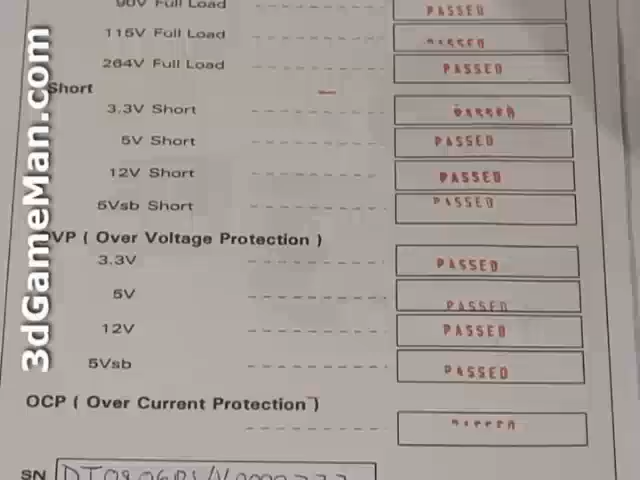 90V Full Load PASSED
115V Full Load PASSED
264V Full Load PASSED
Short
3.3V Short PASSED
5V Short PASSED
12V Short PASSED
5Vsb Short PASSED
OVP ( Over Voltage Protection )
3.3V PASSED
5V PASSED
12V PASSED
5Vsb PASSED
OCP ( Over Current Protection )
PASSED
SN
3dGameMan.com